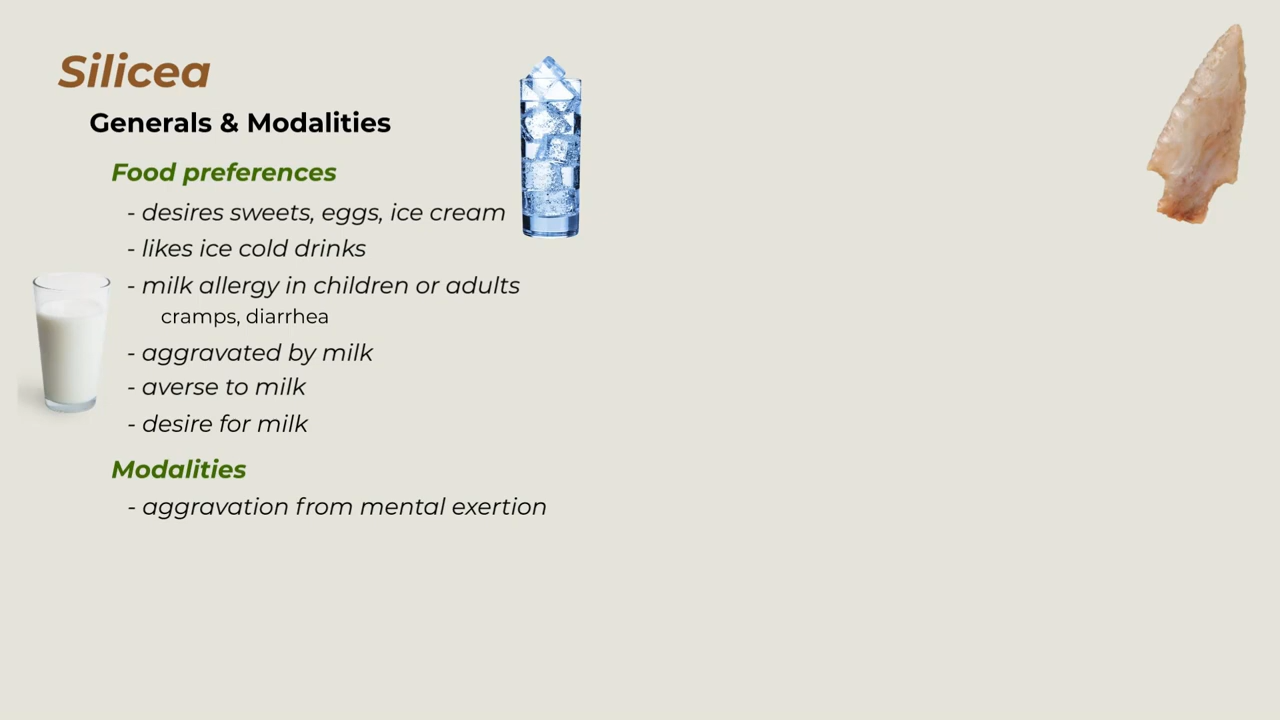 Silicea
Generals & Modalities
Food preferences
- desires sweets, eggs, ice cream
- likes ice cold drinks
- milk allergy in children or adults
cramps, diarrhea
- aggravated by milk
- averse to milk
- desire for milk
Modalities
- aggravation from mental exertion